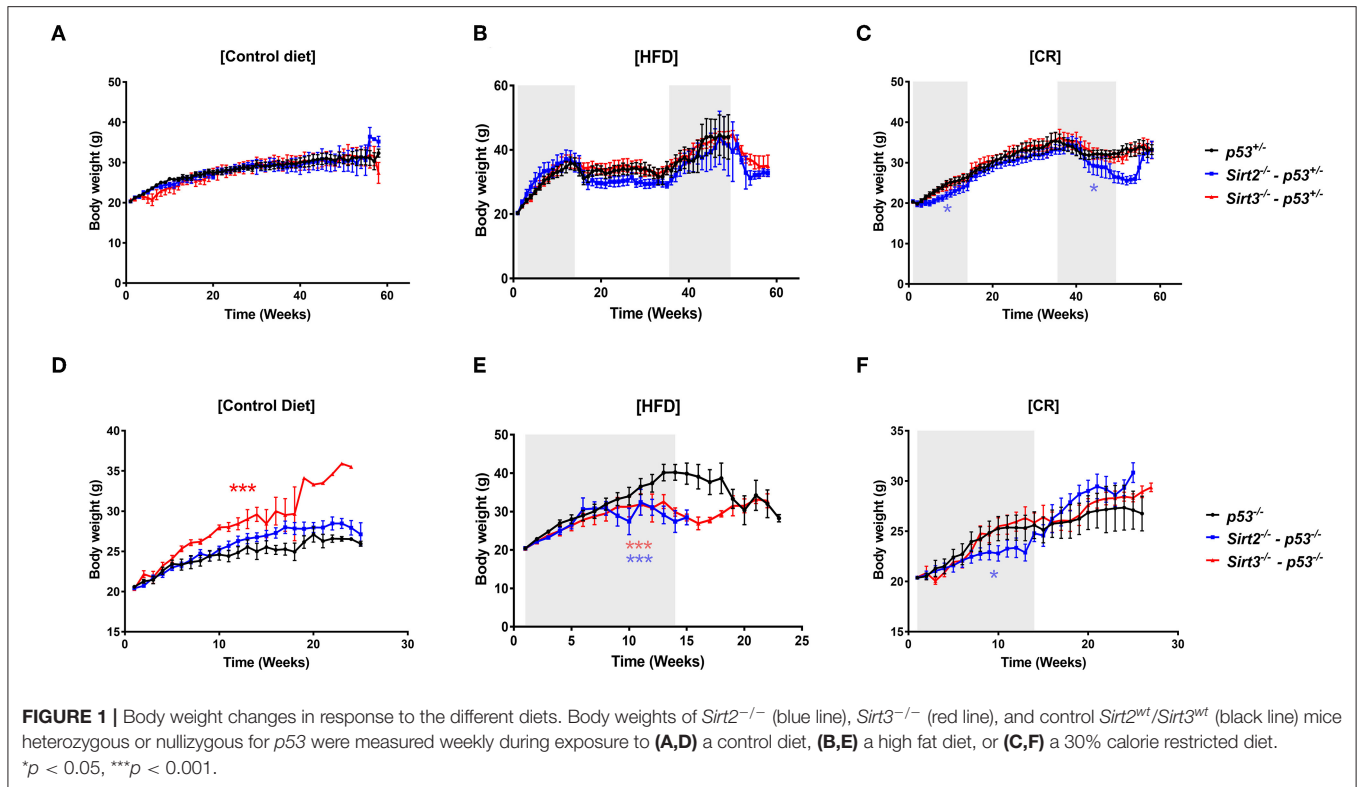 A
[Control diet]
50
40
30
20
10
0
0
20
40
60
Body weight (g)
Time (Weeks)
B
[HFD]
60
40
20
0
0
20
40
60
Body weight (g)
Time (Weeks)
C
[CR]
50
40
30
20
10
0
0
20
40
60
Body weight (g)
Time (Weeks)
*
*
p53+/-
Sirt2-/- - p53+/-
Sirt3-/- - p53+/-
D
[Control Diet]
35
30
25
20
15
0
10
20
30
Body weight (g)
Time (Weeks)
***
E
[HFD]
50
40
30
20
10
0
0
5
10
15
20
25
Body weight (g)
Time (Weeks)
***
***
F
[CR]
35
30
25
20
15
0
10
20
30
Body weight (g)
Time (Weeks)
*
p53-/-
Sirt2-/- - p53-/-
Sirt3-/- - p53-/-
FIGURE 1 | Body weight changes in response to the different diets. Body weights of Sirt2−/− (blue line), Sirt3−/− (red line), and control Sirt2wt/Sirt3wt (black line) mice
heterozygous or nullizygous for p53 were measured weekly during exposure to (A,D) a control diet, (B,E) a high fat diet, or (C,F) a 30% calorie restricted diet.
*p < 0.05, ***p < 0.001.